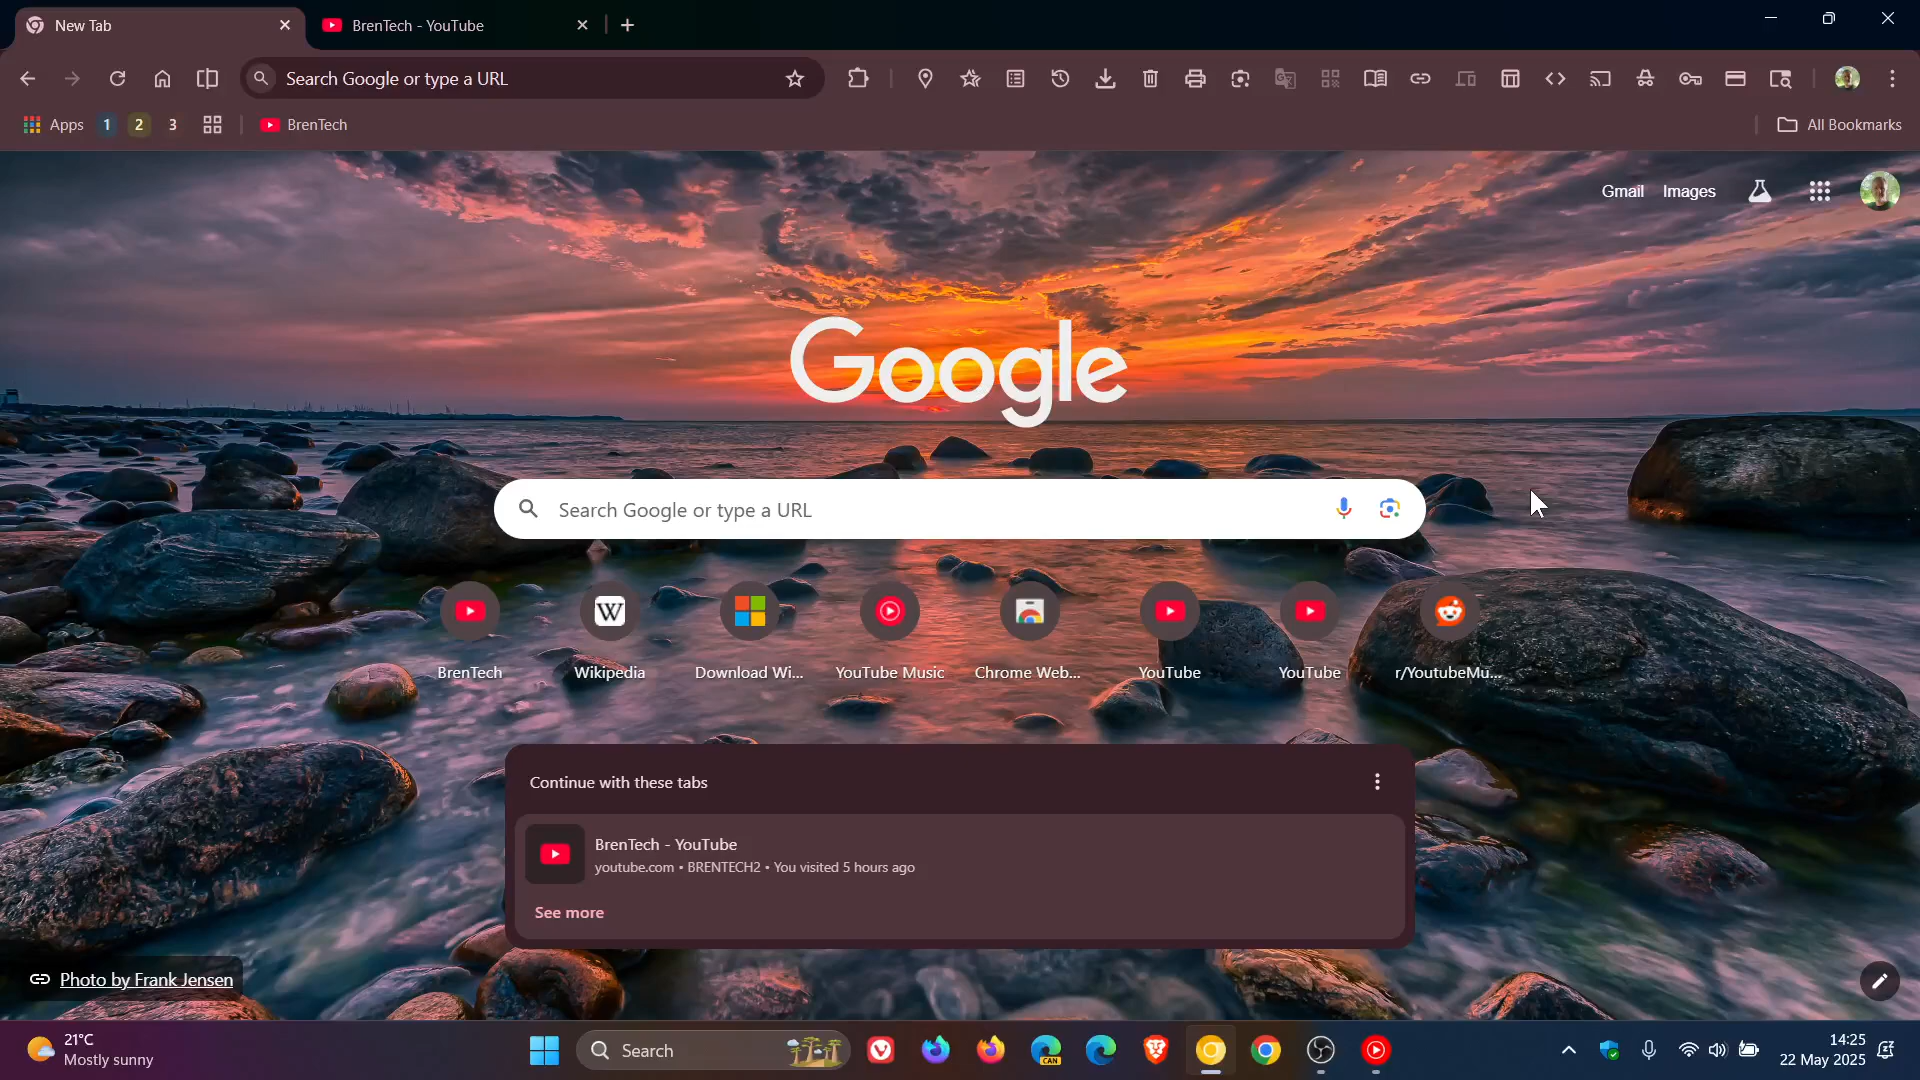 New Tab
BrenTech - YouTube
Search Google or type a URL
Apps 1 2 3 BrenTech All Bookmarks
Gmail Images
Google
Search Google or type a URL
W
BrenTech Wikipedia Download Wi... YouTube Music Chrome Web... YouTube YouTube r/YoutubeMu...
Continue with these tabs
BrenTech - YouTube
youtube.com • BRENTECH2 • You visited 5 hours ago
See more
Photo by Frank Jensen
21°C
Mostly sunny
Search
CAN
14:25
22 May 2025